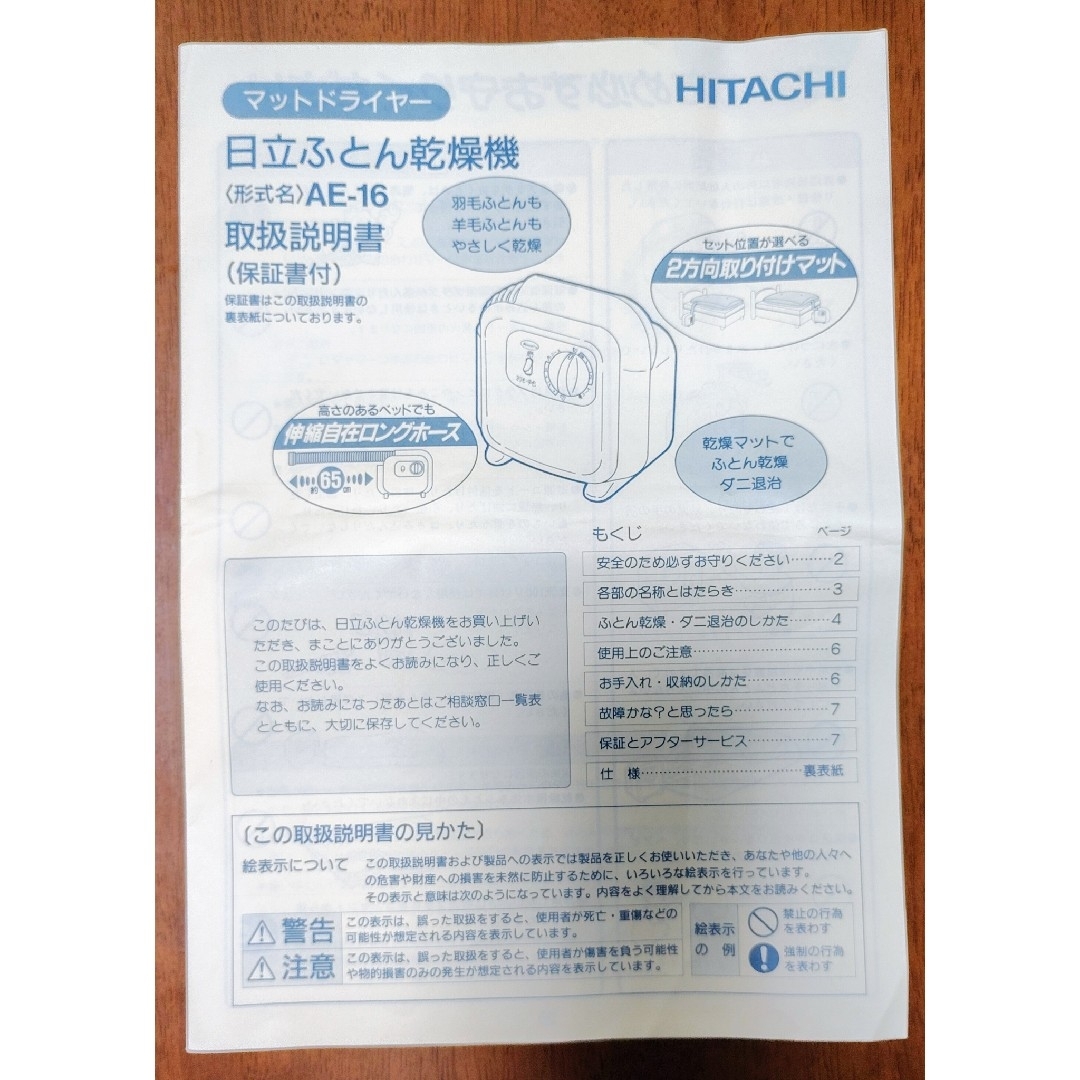 マットドライヤー
HITACHI
日立ふとん乾燥機
〈形式名〉AE-16
取扱説明書
(保証書付)
保証書はこの取扱説明書の
裏表紙についております。
羽毛ふとんも
羊毛ふとんも
やさしく乾燥
セット位置が選べる
2方向取り付けマット
高さのあるベッドでも
伸縮自在ロングホース
約65cm
乾燥マットで
ふとん乾燥
ダニ退治
このたびは、日立ふとん乾燥機をお買い上げい
ただき、まことにありがとうございました。
この取扱説明書をよくお読みになり、正しくご
使用ください。
なお、お読みになったあとはご相談窓口一覧表
とともに、大切に保存してください。
もくじ ページ
安全のため必ずお守りください………2
各部の名称とはたらき………3
ふとん乾燥・ダニ退治のしかた………4
使用上のご注意………6
お手入れ・収納のしかた………6
故障かな?と思ったら………7
保証とアフターサービス………7
仕 様………裏表紙
〔この取扱説明書の見かた〕
絵表示について この取扱説明書および製品への表示では製品を正しくお使いいただき、あなたや他の人々へ
の危害や財産への損害を未然に防止するために、いろいろな絵表示を行っています。
その表示と意味は次のようになっています。内容をよく理解してから本文をお読みください。
警告 この表示は、誤った取扱をすると、使用者が死亡・重傷などの
可能性が想定される内容を表示しています。
注意 この表示は、誤った取扱をすると、使用者が傷害を負う可能性
や物的損害のみの発生が想定される内容を表示しています。
絵表示
の 例
禁止の行為
を表わす
強制の行為
を表わす